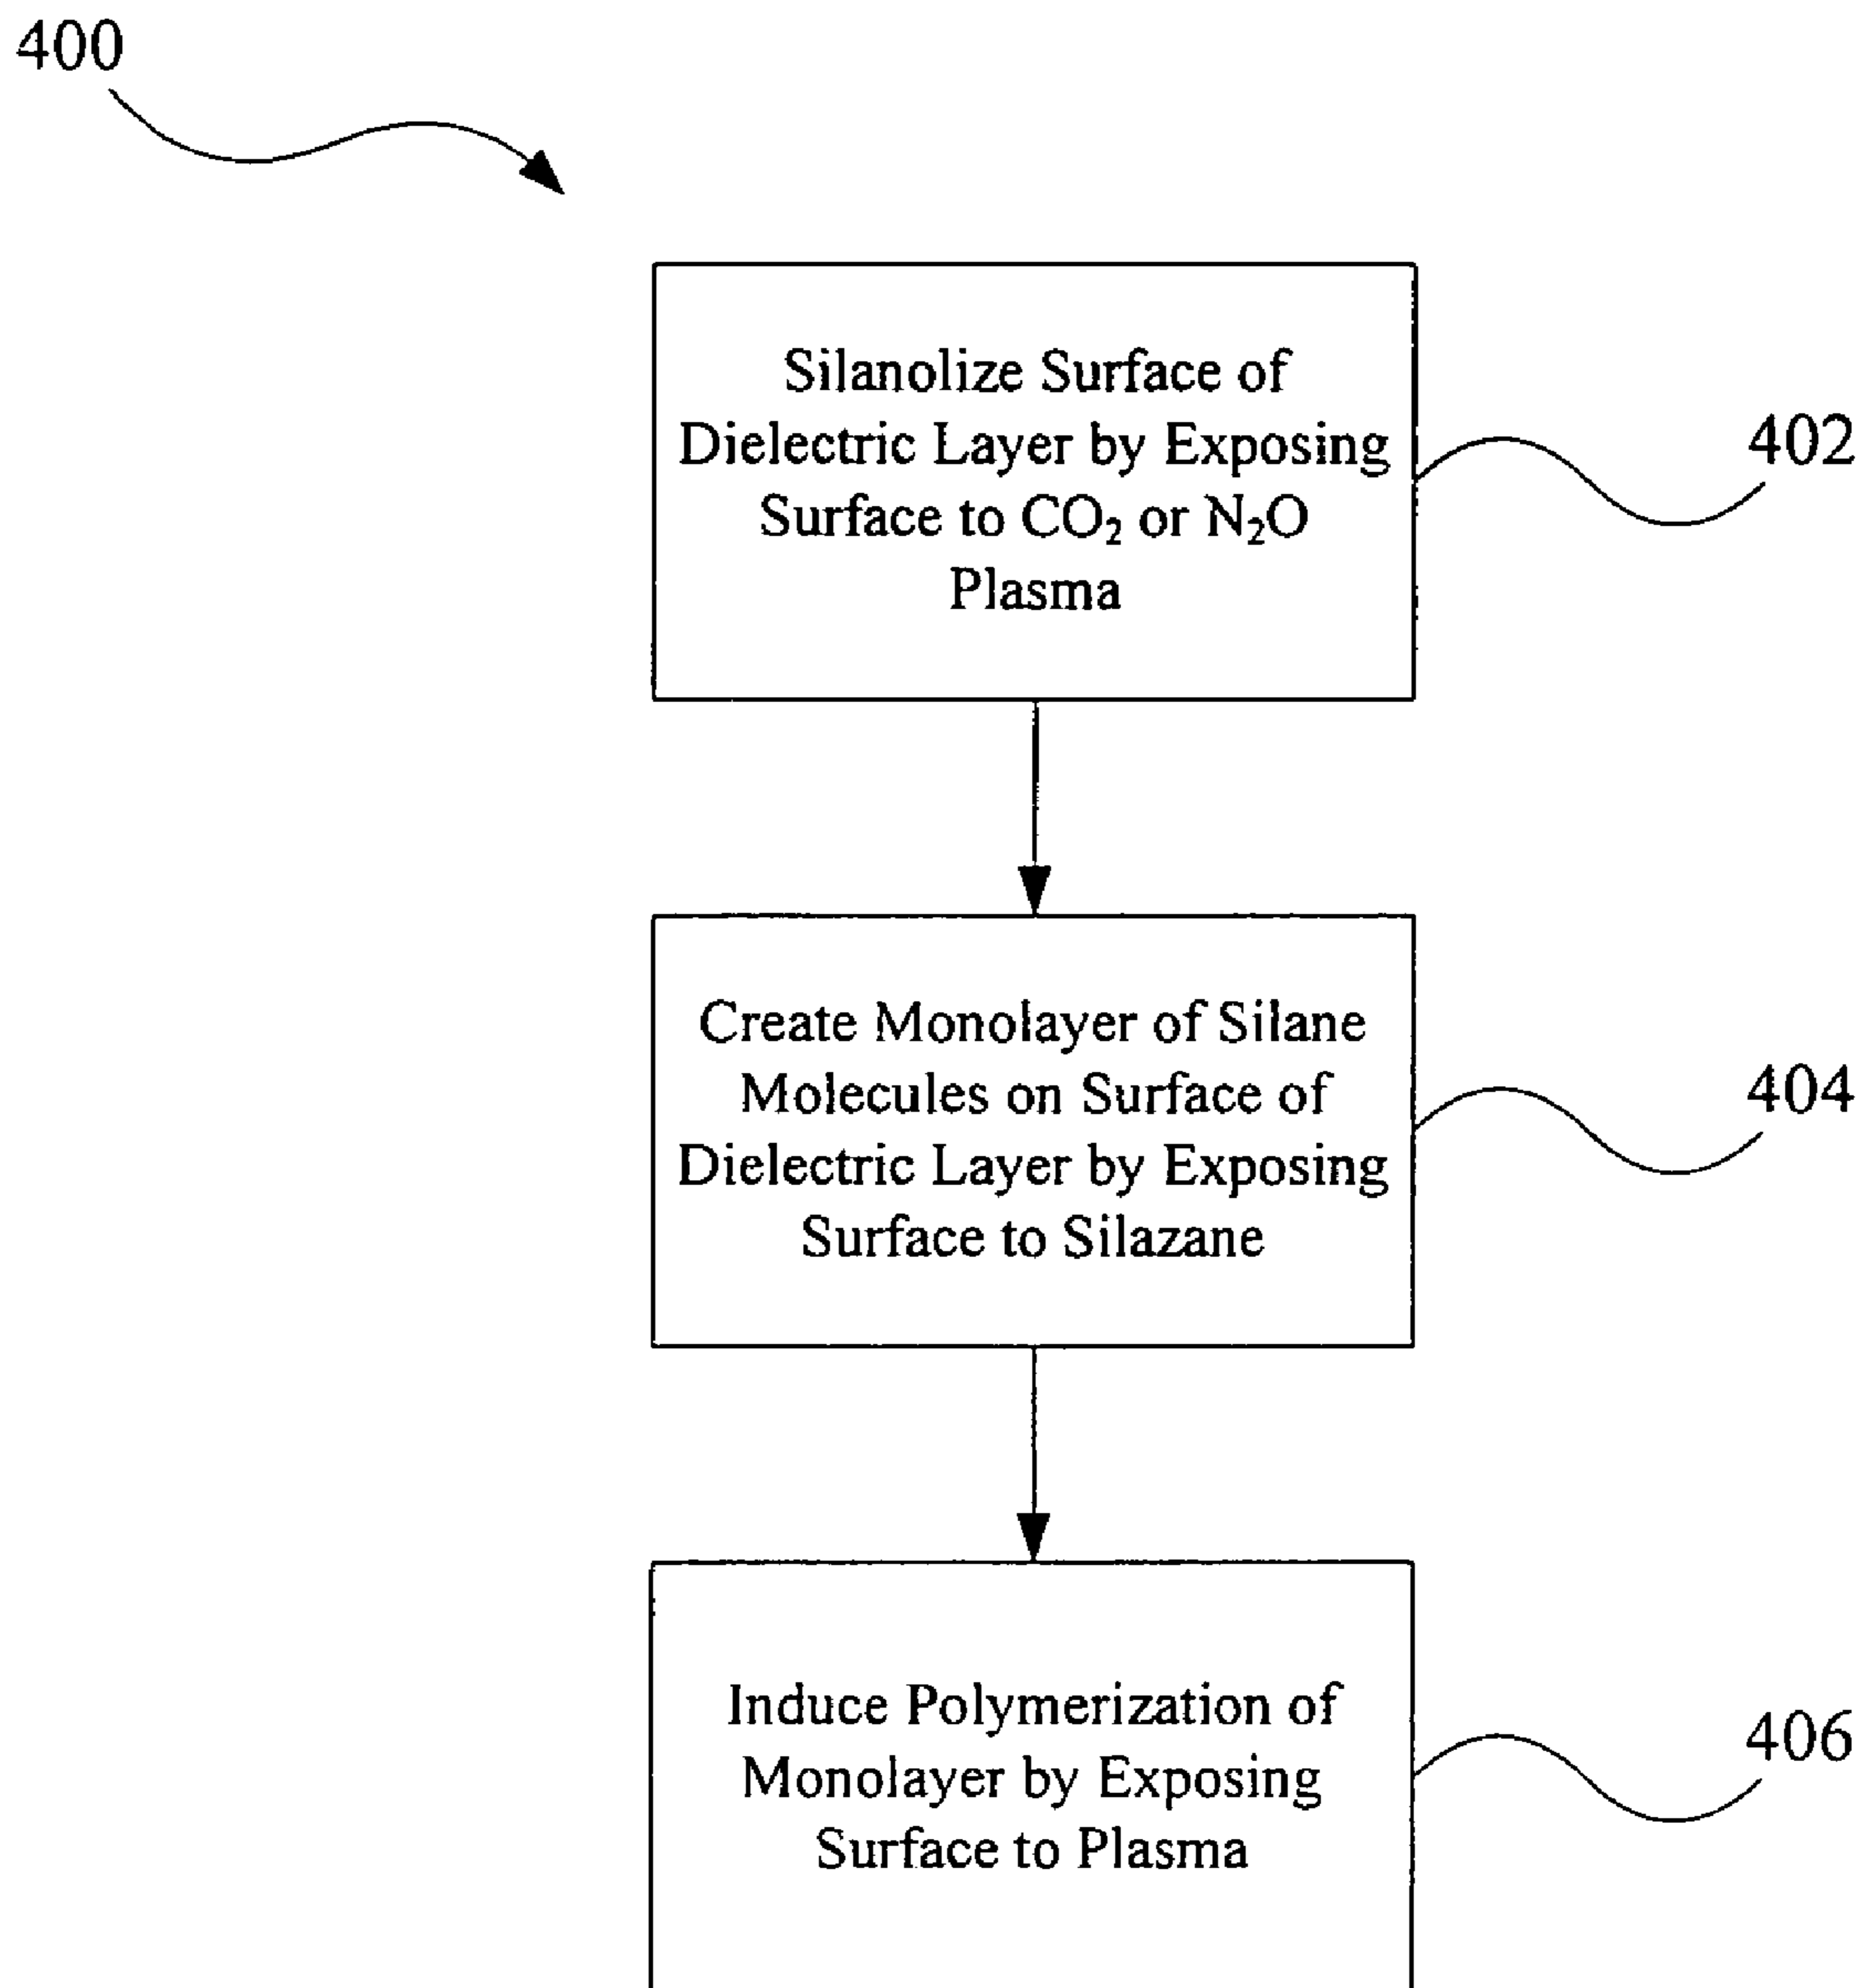 400
Silanolize Surface of
Dielectric Layer by Exposing
Surface to CO₂ or N₂O
Plasma
402
Create Monolayer of Silane
Molecules on Surface of
Dielectric Layer by Exposing
Surface to Silazane
404
Induce Polymerization of
Monolayer by Exposing
Surface to Plasma
406